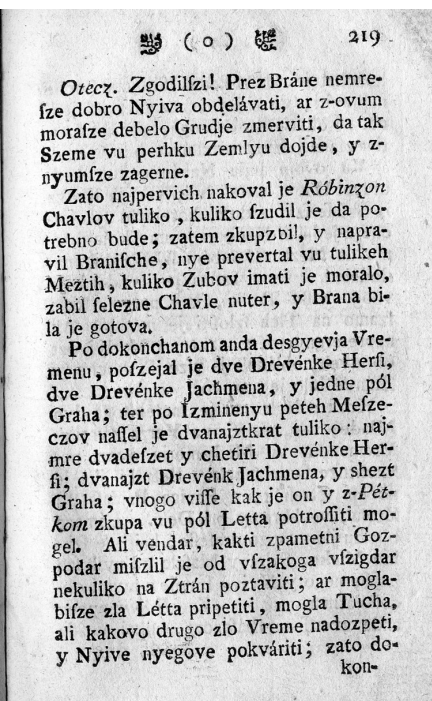 ( o ) 219
Otecz. Zgodilſzi! Prez Bráne nemre-
ſze dobro Nyiva obdelávati, ar z-ovum
moraſze debelo Grudje zmerviti, da tak
Szeme vu perhku Zemlyu dojde, y z-
nyumſze zagerne.
Zato najpervich nakoval je Róbinzon
Chavlov tuliko, kuliko ſzudil je da po-
trebno bude; zatem zkupzbil, y napra-
vil Braniſche, nye prevertal vu tulikeh
Meztih, kuliko Zubov imati je moralo,
zabil ſelezne Chavle nuter, y Brana bi-
la je gotova.
Po dokonchanom anda desgyevja Vre-
menu, poſzejal je dve Drevénke Herſi,
dve Drevénke Jachmena, y jedne pól
Graha; ter po Izminenyu peteh Meſze-
czov naſſel je dvanajztkrat tuliko: naj-
mre dvadeſzet y chetiri Drevénke Her-
ſi; dvanajzt Drevénk Jachmena, y shezt
Graha; vnogo viſſe kak je on y z-Pét-
kom zkupa vu pól Letta potroſſiti mo-
gel. Ali vendar, kakti zpametni Goz-
podar miſzlil je od vſzakoga vſzigdar
nekuliko na Ztrán poztaviti; ar mogla-
biſze zla Létta pripetiti, mogla Tucha,
ali kakovo drugo zlo Vreme nadozpeti,
y Nyive nyegove pokváriti; zato do-
kon-